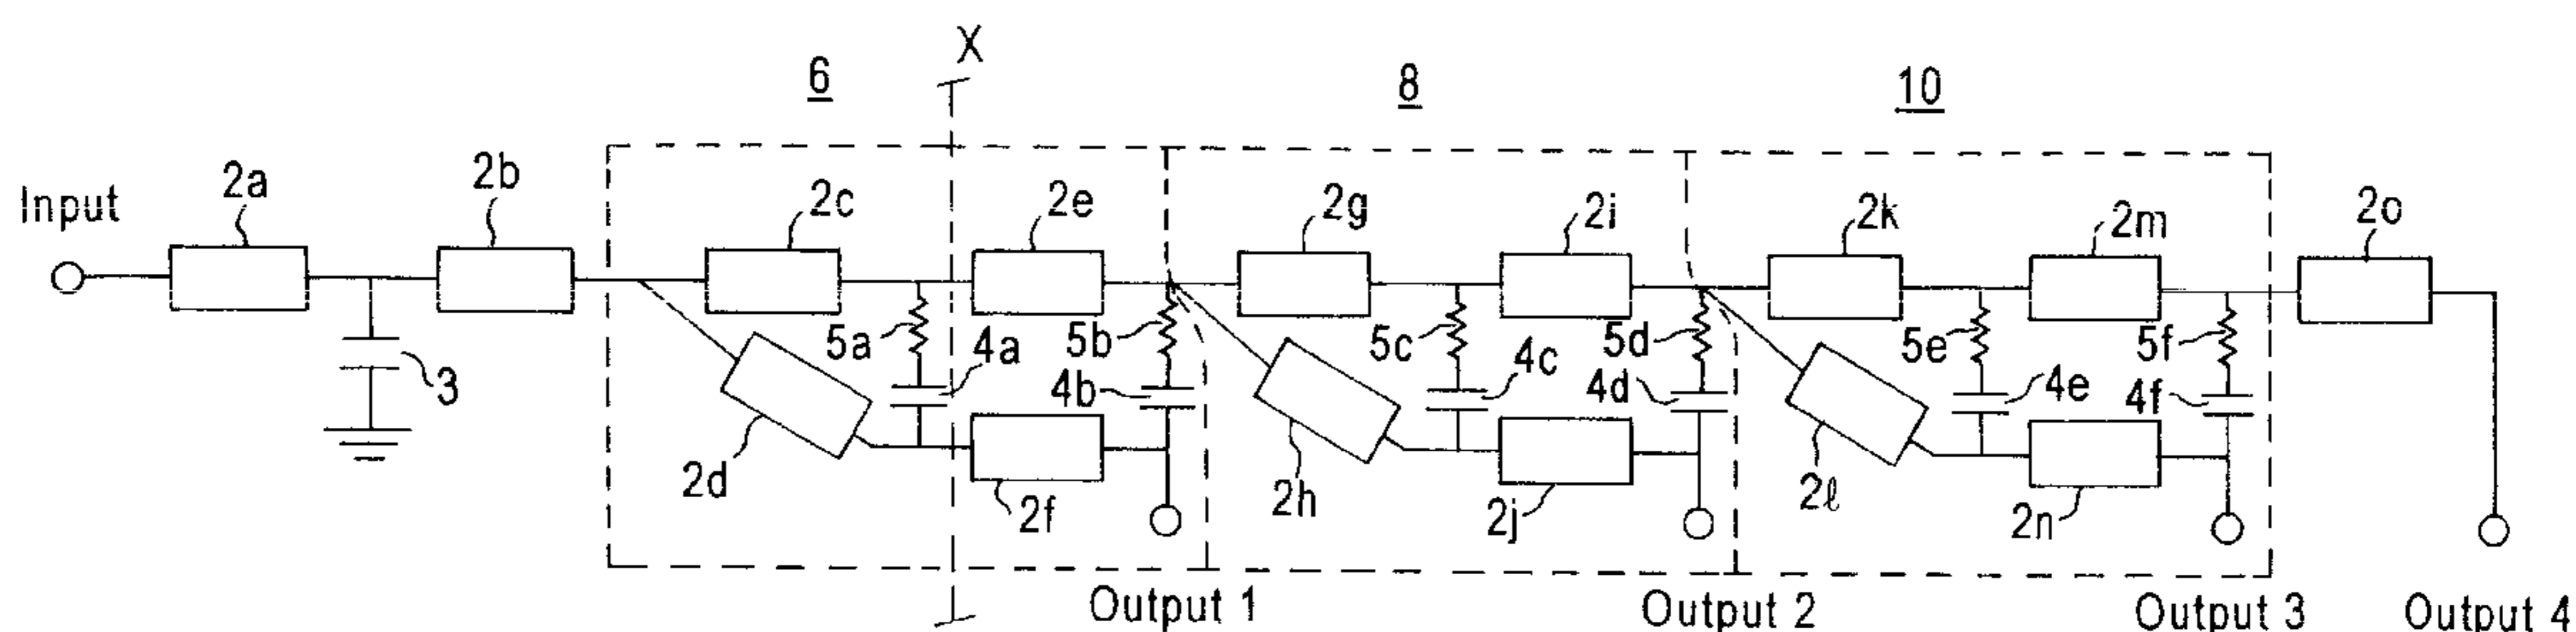 X
6
8
10
Input
2a
2b
2c
2e
2g
2i
2k
2m
2o
3
5a
4a
5b
4b
5c
4c
5d
4d
5e
4e
5f
4f
2d
2f
2h
2j
2ℓ
2n
Output 1
Output 2
Output 3
Output 4